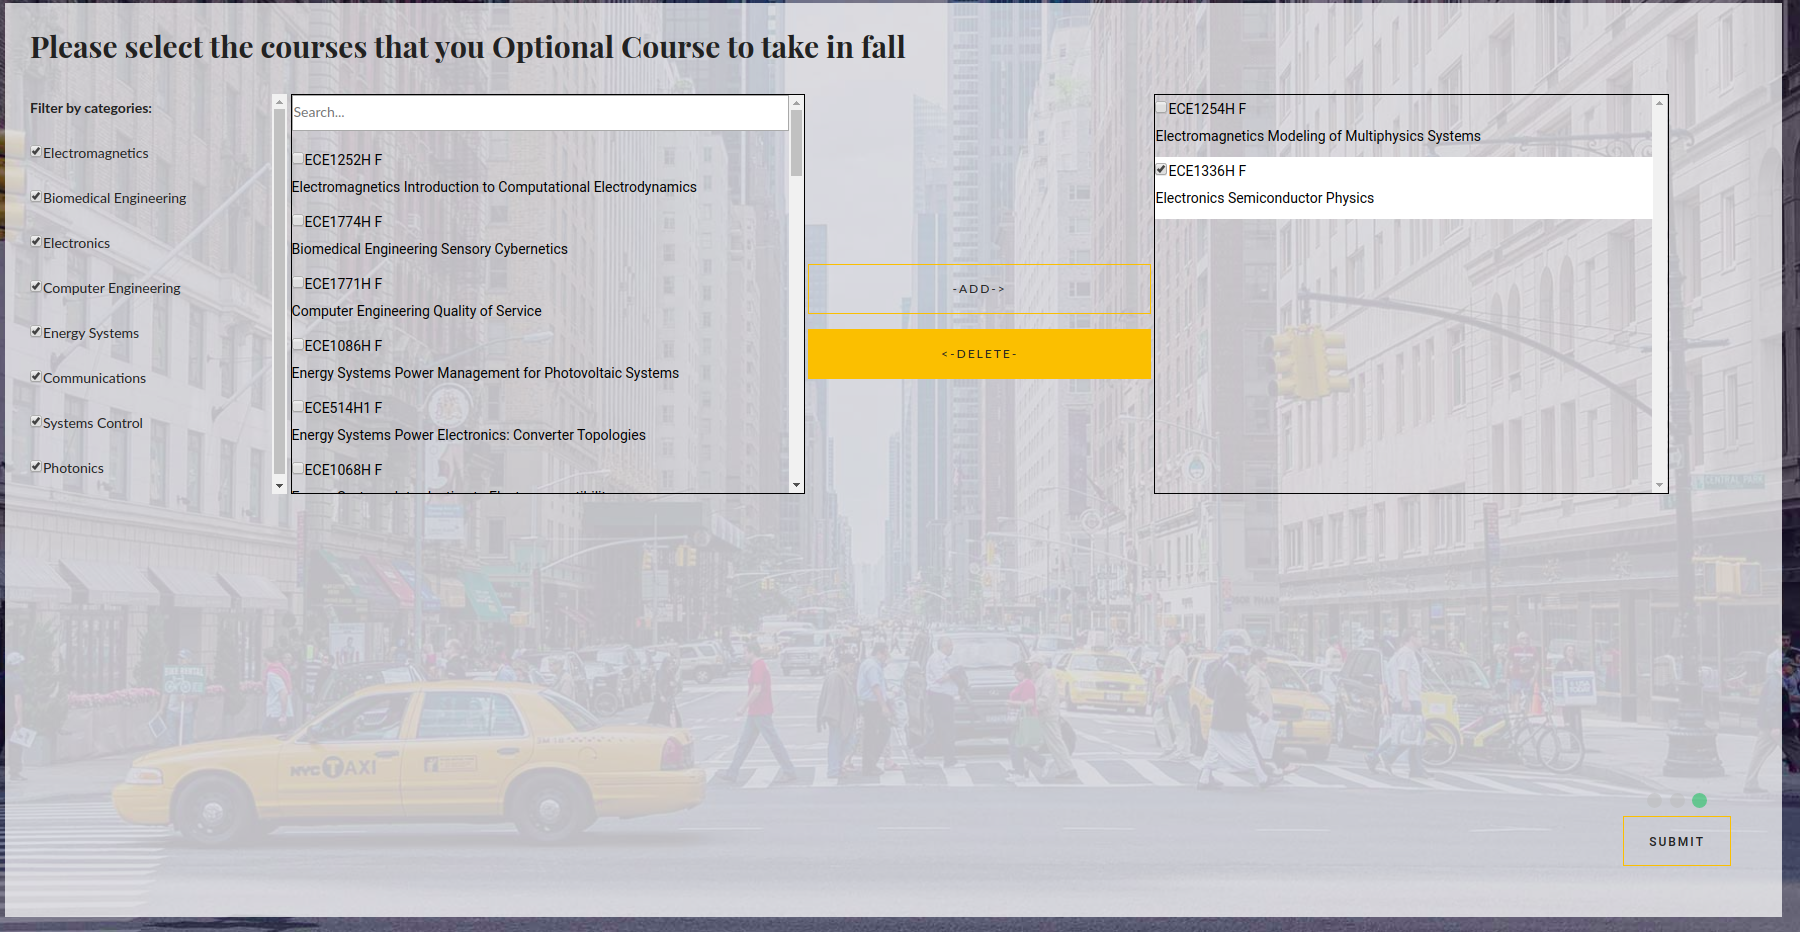 Please select the courses that you Optional Course to take in fall
Filter by categories:
Electromagnetics
Biomedical Engineering
Electronics
Computer Engineering
Energy Systems
Communications
Systems Control
Photonics
Search...
ECE1252H F
Electromagnetics Introduction to Computational Electrodynamics
ECE1774H F
Biomedical Engineering Sensory Cybernetics
ECE1771H F
Computer Engineering Quality of Service
ECE1086H F
Energy Systems Power Management for Photovoltaic Systems
ECE514H1 F
Energy Systems Power Electronics: Converter Topologies
ECE1068H F
-ADD->
<-DELETE-
ECE1254H F
Electromagnetics Modeling of Multiphysics Systems
ECE1336H F
Electronics Semiconductor Physics
CENTRAL PARK
BIKE RENTAL
NYC TAXI
SUBMIT